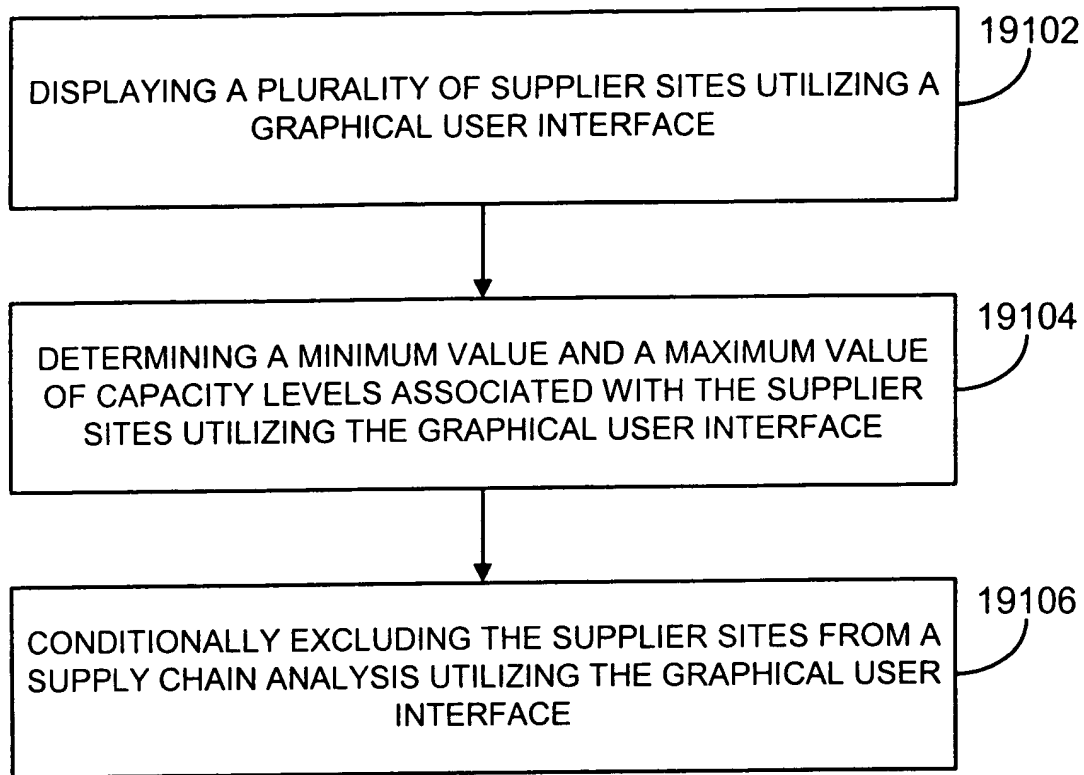 19102
DISPLAYING A PLURALITY OF SUPPLIER SITES UTILIZING A
GRAPHICAL USER INTERFACE
19104
DETERMINING A MINIMUM VALUE AND A MAXIMUM VALUE
OF CAPACITY LEVELS ASSOCIATED WITH THE SUPPLIER
SITES UTILIZING THE GRAPHICAL USER INTERFACE
19106
CONDITIONALLY EXCLUDING THE SUPPLIER SITES FROM A
SUPPLY CHAIN ANALYSIS UTILIZING THE GRAPHICAL USER
INTERFACE